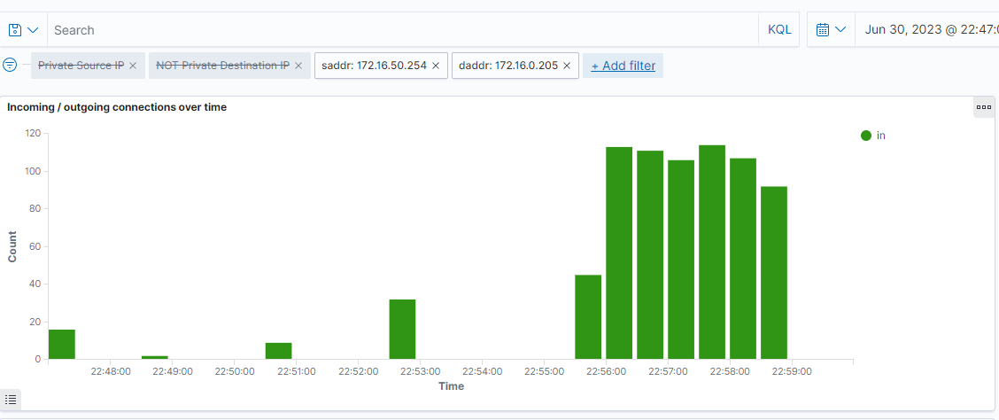 Search KQL Jun 30, 2023 @ 22:47:
Private Source IP × NOT Private Destination IP × saddr: 172.16.50.254 × daddr: 172.16.0.205 × + Add filter
Incoming / outgoing connections over time
in
120
100
80
60
40
20
0
Count
22:48:00 22:49:00 22:50:00 22:51:00 22:52:00 22:53:00 22:54:00 22:55:00 22:56:00 22:57:00 22:58:00 22:59:00
Time